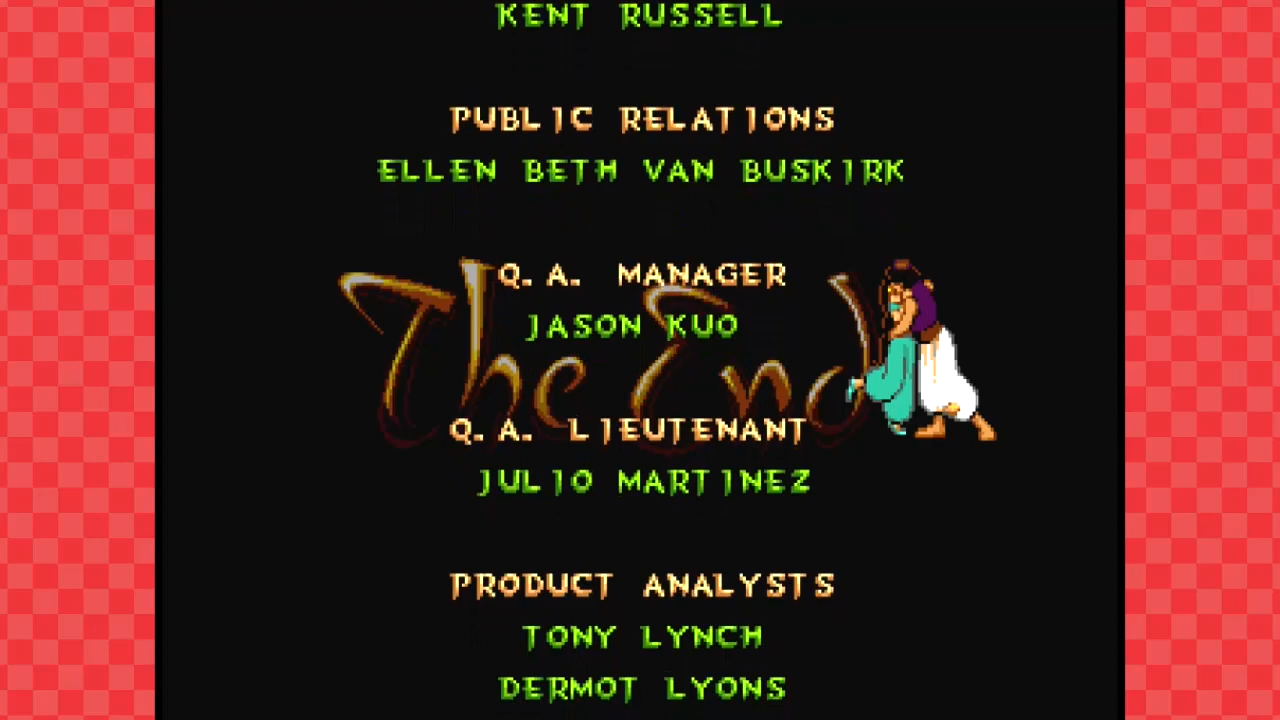 KENT RUSSELL
PUBLIC RELATIONS
ELLEN BETH VAN BUSKIRK
Q.A. MANAGER
JASON KUO
The End
Q.A. LIEUTENANT
JULIO MARTINEZ
PRODUCT ANALYSTS
TONY LYNCH
DERMOT LYONS